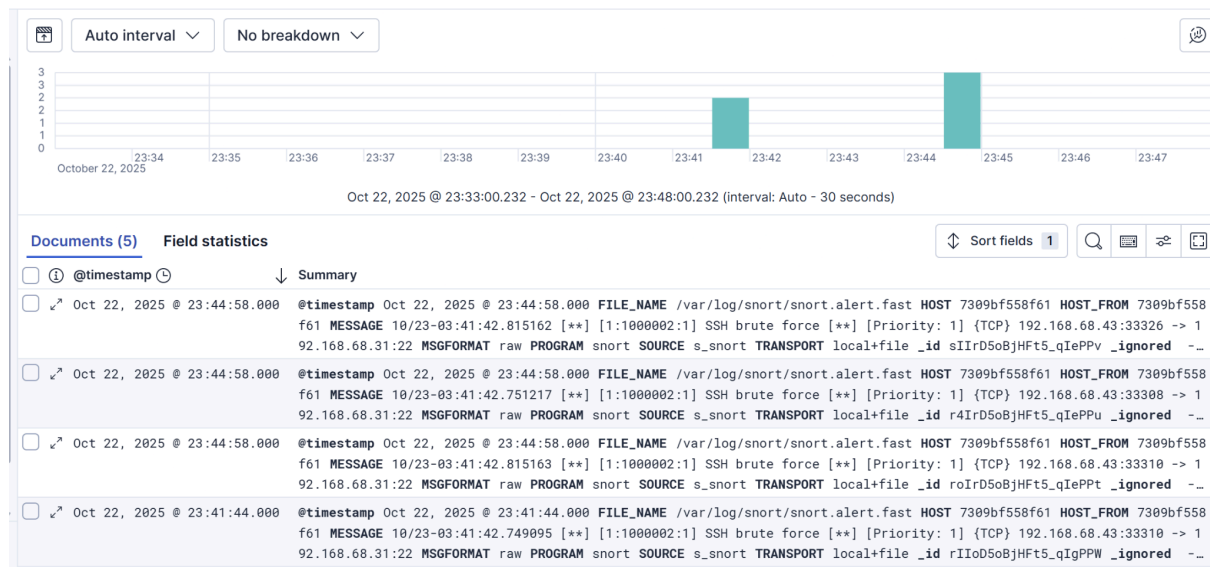 Auto interval
No breakdown
3
3
2
2
1
1
0
23:34 23:35 23:36 23:37 23:38 23:39 23:40 23:41 23:42 23:43 23:44 23:45 23:46 23:47
October 22, 2025
Oct 22, 2025 @ 23:33:00.232 - Oct 22, 2025 @ 23:48:00.232 (interval: Auto - 30 seconds)
Documents (5) Field statistics
Sort fields 1
@timestamp Summary
Oct 22, 2025 @ 23:44:58.000 @timestamp Oct 22, 2025 @ 23:44:58.000 FILE_NAME /var/log/snort/snort.alert.fast HOST 7309bf558f61 HOST_FROM 7309bf558
f61 MESSAGE 10/23-03:41:42.815162 [**] [1:1000002:1] SSH brute force [**] [Priority: 1] {TCP} 192.168.68.43:33326 -> 1
92.168.68.31:22 MSGFORMAT raw PROGRAM snort SOURCE s_snort TRANSPORT local+file _id sIIrD5oBjHFt5_qIePPv _ignored -…
Oct 22, 2025 @ 23:44:58.000 @timestamp Oct 22, 2025 @ 23:44:58.000 FILE_NAME /var/log/snort/snort.alert.fast HOST 7309bf558f61 HOST_FROM 7309bf558
f61 MESSAGE 10/23-03:41:42.751217 [**] [1:1000002:1] SSH brute force [**] [Priority: 1] {TCP} 192.168.68.43:33308 -> 1
92.168.68.31:22 MSGFORMAT raw PROGRAM snort SOURCE s_snort TRANSPORT local+file _id r4IrD5oBjHFt5_qIePPu _ignored -…
Oct 22, 2025 @ 23:44:58.000 @timestamp Oct 22, 2025 @ 23:44:58.000 FILE_NAME /var/log/snort/snort.alert.fast HOST 7309bf558f61 HOST_FROM 7309bf558
f61 MESSAGE 10/23-03:41:42.815163 [**] [1:1000002:1] SSH brute force [**] [Priority: 1] {TCP} 192.168.68.43:33310 -> 1
92.168.68.31:22 MSGFORMAT raw PROGRAM snort SOURCE s_snort TRANSPORT local+file _id roIrD5oBjHFt5_qIePPt _ignored -…
Oct 22, 2025 @ 23:41:44.000 @timestamp Oct 22, 2025 @ 23:41:44.000 FILE_NAME /var/log/snort/snort.alert.fast HOST 7309bf558f61 HOST_FROM 7309bf558
f61 MESSAGE 10/23-03:41:42.749095 [**] [1:1000002:1] SSH brute force [**] [Priority: 1] {TCP} 192.168.68.43:33310 -> 1
92.168.68.31:22 MSGFORMAT raw PROGRAM snort SOURCE s_snort TRANSPORT local+file _id rIIoD5oBjHFt5_qIgPPW _ignored -…